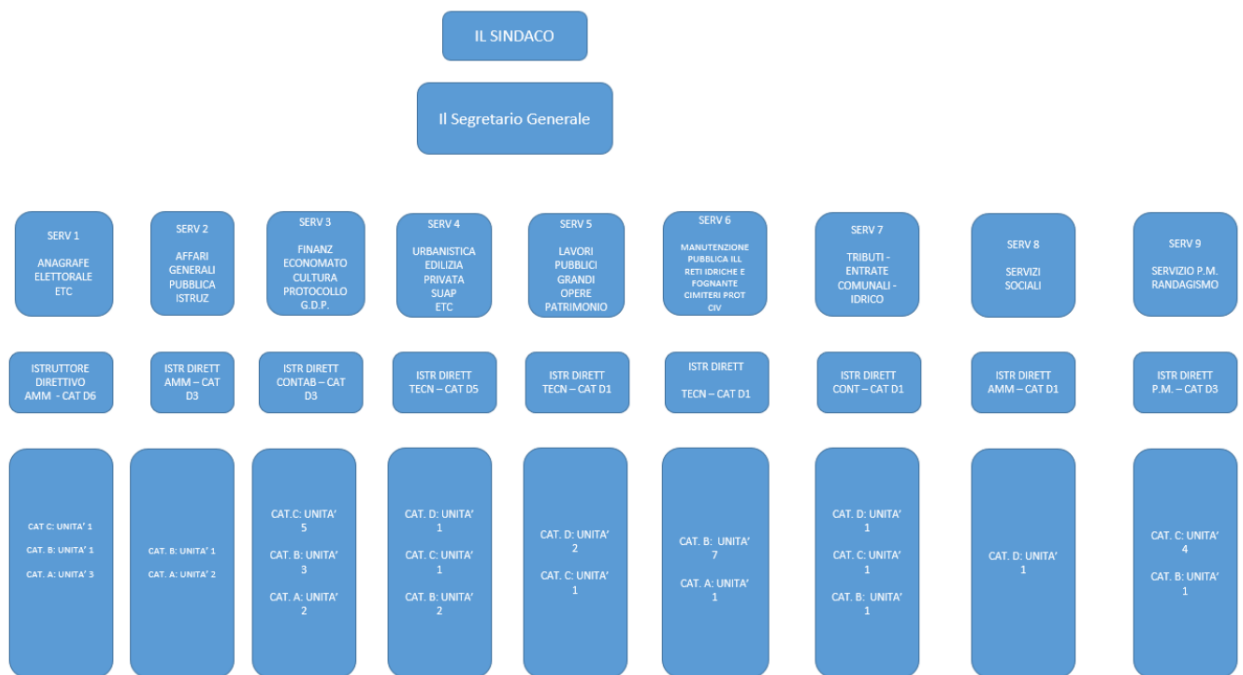 IL SINDACO
Il Segretario Generale
SERV 1
ANAGRAFE
ELETTORALE
ETC
SERV 2
AFFARI
GENERALI
PUBBLICA
ISTRUZ
SERV 3
FINANZ
ECONOMATO
CULTURA
PROTOCOLLO
G.D.P.
SERV 4
URBANISTICA
EDILIZIA
PRIVATA
SUAP
ETC
SERV 5
LAVORI
PUBBLICI
GRANDI
OPERE
PATRIMONIO
SERV 6
MANUTENZIONE
PUBBLICA ILL
RETI IDRICHE E
FOGNANTE
CIMITERI PROT
CIV
SERV 7
TRIBUTI -
ENTRATE
COMUNALI -
IDRICO
SERV 8
SERVIZI
SOCIALI
SERV 9
SERVIZIO P.M.
RANDAGISMO
ISTRUTTORE
DIRETTIVO
AMM - CAT D6
ISTR DIRETT
AMM – CAT
D3
ISTR DIRETT
CONTAB – CAT
D3
ISTR DIRETT
TECN – CAT D5
ISTR DIRETT
TECN – CAT D1
ISTR DIRETT
TECN – CAT D1
ISTR DIRETT
CONT – CAT D1
ISTR DIRETT
AMM – CAT D1
ISTR DIRETT
P.M. – CAT D3
CAT C: UNITA' 1
CAT. B: UNITA' 1
CAT. A: UNITA' 3
CAT. B: UNITA' 1
CAT. A: UNITA' 2
CAT.C: UNITA'
5
CAT. B: UNITA'
3
CAT. A: UNITA'
2
CAT. D: UNITA'
1
CAT. C: UNITA'
1
CAT. B: UNITA'
2
CAT. D: UNITA'
2
CAT. C: UNITA'
1
CAT. B: UNITA'
7
CAT. A: UNITA'
1
CAT. D: UNITA'
1
CAT. C: UNITA'
1
CAT. B: UNITA'
1
CAT. D: UNITA'
1
CAT. C: UNITA'
4
CAT. B: UNITA'
1